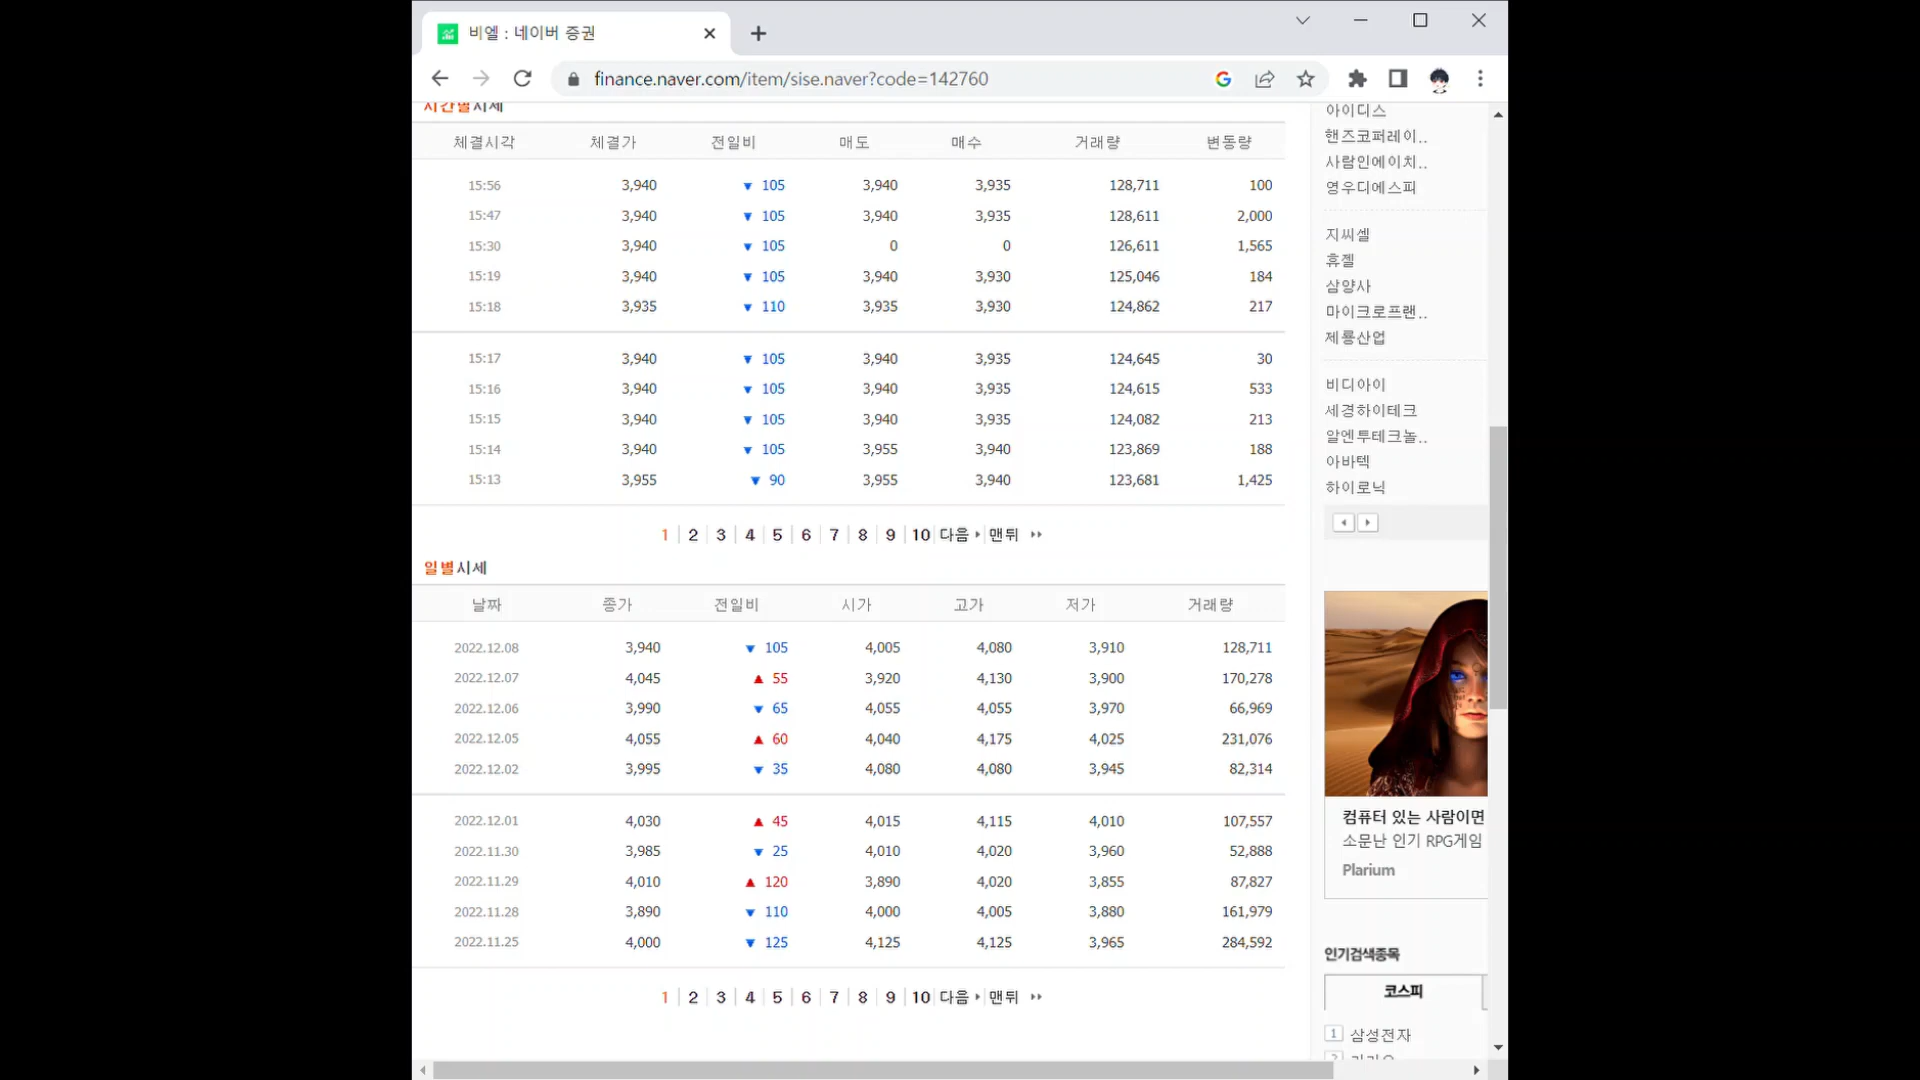 비엘 : 네이버 증권
finance.naver.com/item/sise.naver?code=142760
시간별시세
체결시각 체결가 전일비 매도 매수 거래량 변동량
15:56 3,940 ▼ 105 3,940 3,935 128,711 100
15:47 3,940 ▼ 105 3,940 3,935 128,611 2,000
15:30 3,940 ▼ 105 0 0 126,611 1,565
15:19 3,940 ▼ 105 3,940 3,930 125,046 184
15:18 3,935 ▼ 110 3,935 3,930 124,862 217
15:17 3,940 ▼ 105 3,940 3,935 124,645 30
15:16 3,940 ▼ 105 3,940 3,935 124,615 533
15:15 3,940 ▼ 105 3,940 3,935 124,082 213
15:14 3,940 ▼ 105 3,955 3,940 123,869 188
15:13 3,955 ▼ 90 3,955 3,940 123,681 1,425
1 2 3 4 5 6 7 8 9 10 다음 맨뒤
일별시세
날짜 종가 전일비 시가 고가 저가 거래량
2022.12.08 3,940 ▼ 105 4,005 4,080 3,910 128,711
2022.12.07 4,045 ▲ 55 3,920 4,130 3,900 170,278
2022.12.06 3,990 ▼ 65 4,055 4,055 3,970 66,969
2022.12.05 4,055 ▲ 60 4,040 4,175 4,025 231,076
2022.12.02 3,995 ▼ 35 4,080 4,080 3,945 82,314
2022.12.01 4,030 ▲ 45 4,015 4,115 4,010 107,557
2022.11.30 3,985 ▼ 25 4,010 4,020 3,960 52,888
2022.11.29 4,010 ▲ 120 3,890 4,020 3,855 87,827
2022.11.28 3,890 ▼ 110 4,000 4,005 3,880 161,979
2022.11.25 4,000 ▼ 125 4,125 4,125 3,965 284,592
1 2 3 4 5 6 7 8 9 10 다음 맨뒤
아이디스
핸즈코퍼레이..
사람인에이치..
영우디에스피
지씨셀
휴젤
삼양사
마이크로프랜..
제룡산업
비디아이
세경하이테크
알엔투테크놀..
아바텍
하이로닉
컴퓨터 있는 사람이면
소문난 인기 RPG게임
Plarium
인기검색종목
코스피
1 삼성전자
2